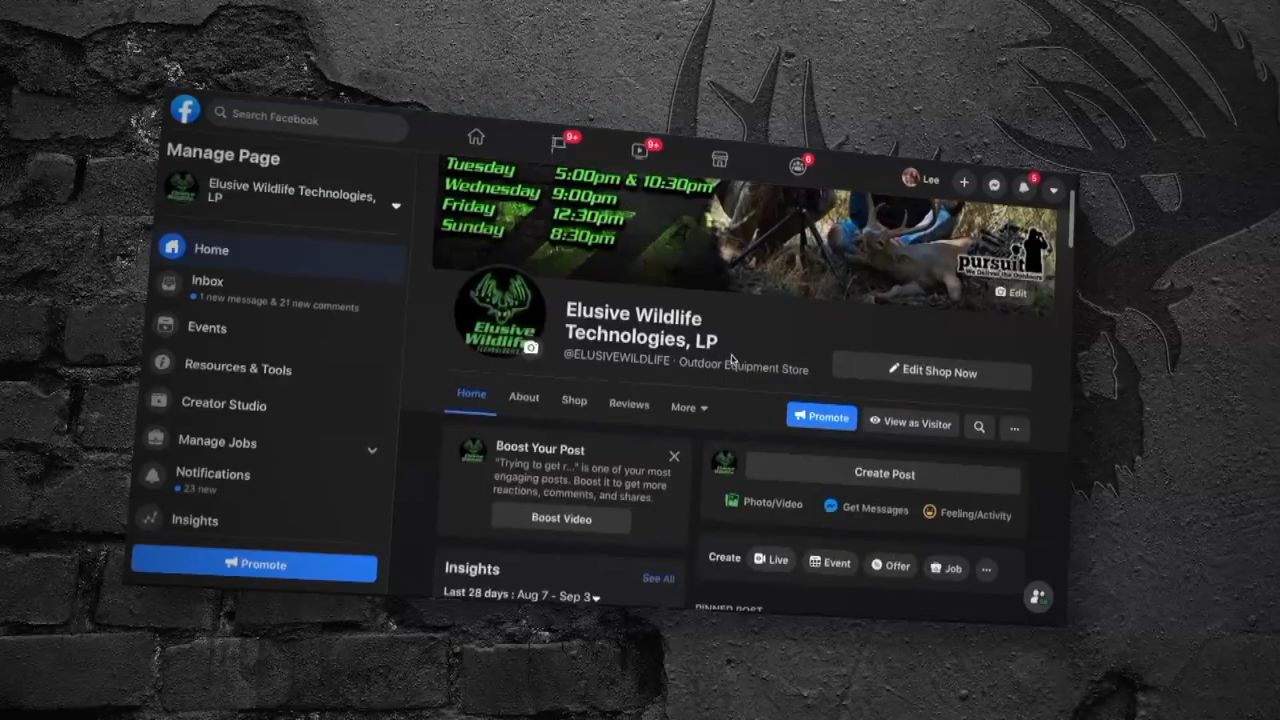 Search Facebook
9+
9+
6
Lee
5
Manage Page
Elusive Wildlife Technologies,
LP
Home
Inbox
1 new message & 21 new comments
Events
Resources & Tools
Creator Studio
Manage Jobs
Notifications
23 new
Insights
Promote
Tuesday 5:00pm & 10:30pm
Wednesday 9:00pm
Friday 12:30pm
Sunday 8:30pm
pursuit
We Deliver the Outdoors
Edit
Elusive
Wildlife
TECHNOLOGIES
Elusive Wildlife
Technologies, LP
@ELUSIVEWILDLIFE · Outdoor Equipment Store
Edit Shop Now
Home
About
Shop
Reviews
More
Promote
View as Visitor
Boost Your Post
"Trying to get r..." is one of your most
engaging posts. Boost it to get more
reactions, comments, and shares.
Boost Video
Create Post
Photo/Video
Get Messages
Feeling/Activity
Create
Live
Event
Offer
Job
Insights
See All
Last 28 days : Aug 7 - Sep 3
PINNED POST